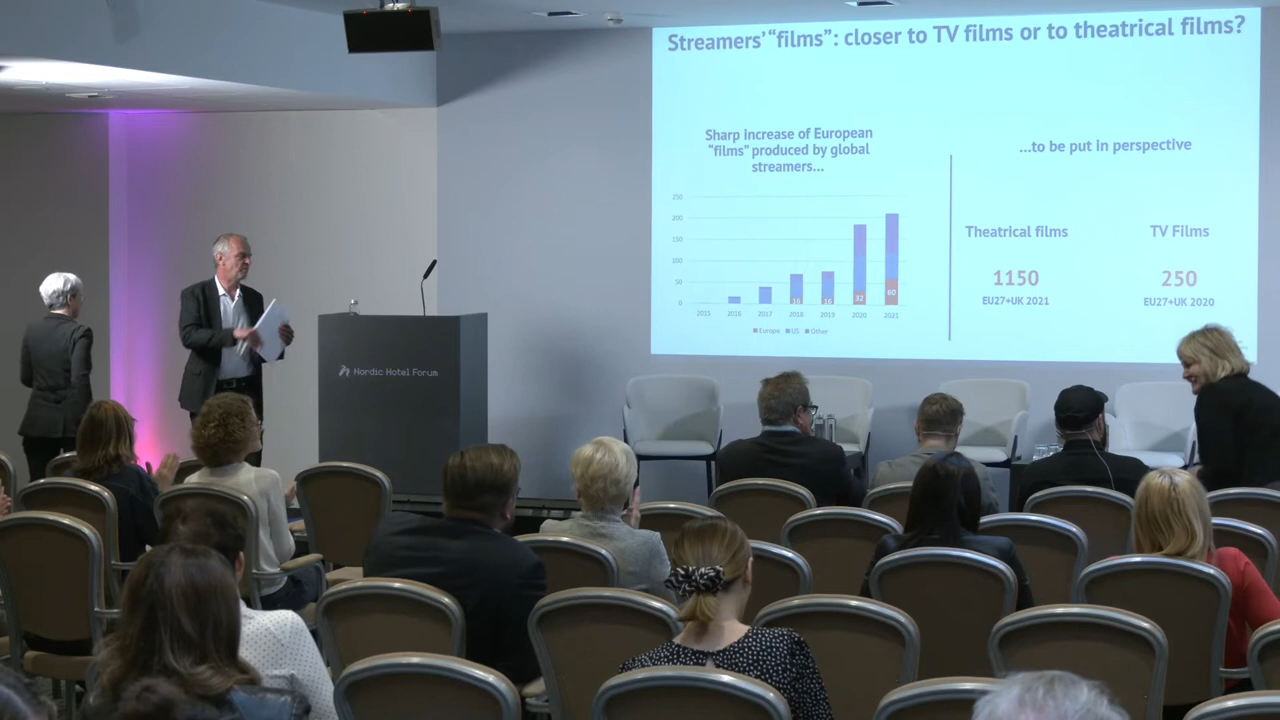 Streamers' “films”: closer to TV films or to theatrical films?
Sharp increase of European
“films” produced by global
streamers...
...to be put in perspective
250
200
150
100
50
0
16
16
32
60
2015 2016 2017 2018 2019 2020 2021
Europe US Other
Theatrical films
1150
EU27+UK 2021
TV Films
250
EU27+UK 2020
Nordic Hotel Forum